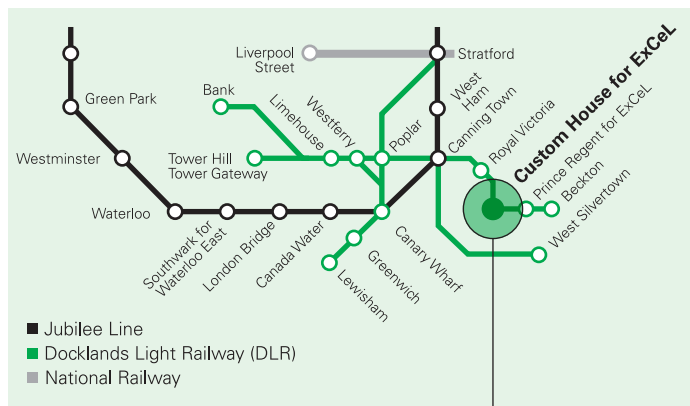 Liverpool
Street
Stratford
Bank
Green Park
Limehouse
Westferry
Poplar
West
Ham
Canning Town
Royal Victoria
Custom House for ExCeL
Prince Regent for ExCeL
Beckton
West Silvertown
Westminster
Tower Hill
Tower Gateway
Waterloo
Southwark for
Waterloo East
London Bridge
Canada Water
Lewisham
Greenwich
Canary Wharf
Jubilee Line
Docklands Light Railway (DLR)
National Railway